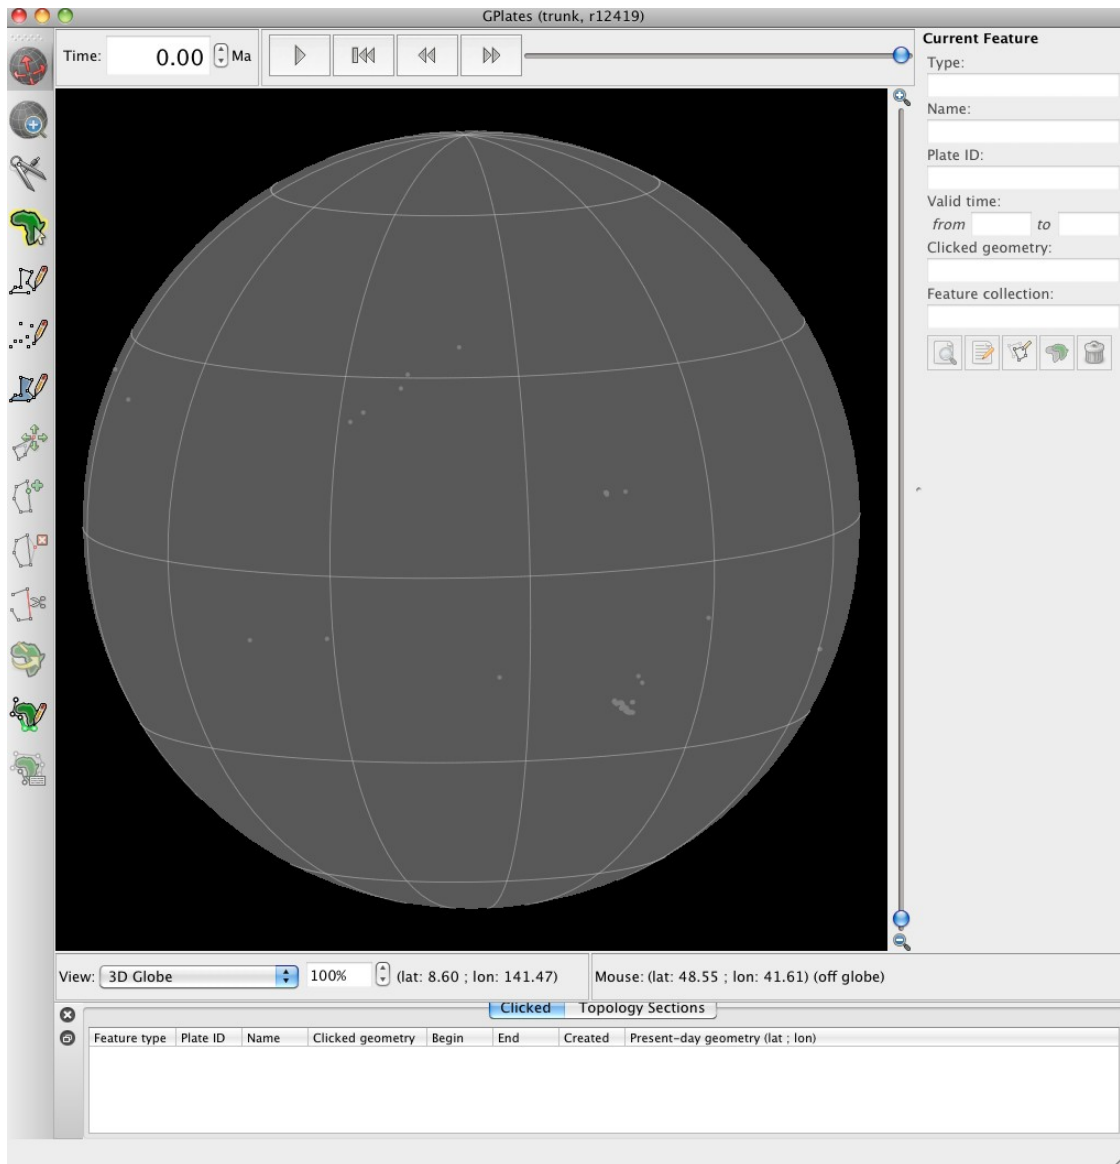 GPlates (trunk, r12419)
Time: 0.00 Ma
Current Feature
Type:
Name:
Plate ID:
Valid time:
from to
Clicked geometry:
Feature collection:
View: 3D Globe 100% (lat: 8.60 ; lon: 141.47) Mouse: (lat: 48.55 ; lon: 41.61) (off globe)
Clicked Topology Sections
Feature type Plate ID Name Clicked geometry Begin End Created Present-day geometry (lat ; lon)